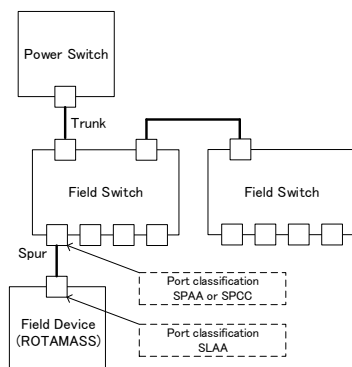 Power Switch
Trunk
Field Switch
Field Switch
Spur
Port classification
SPAA or SPCC
Field Device
(ROTAMASS)
Port classification
SLAA